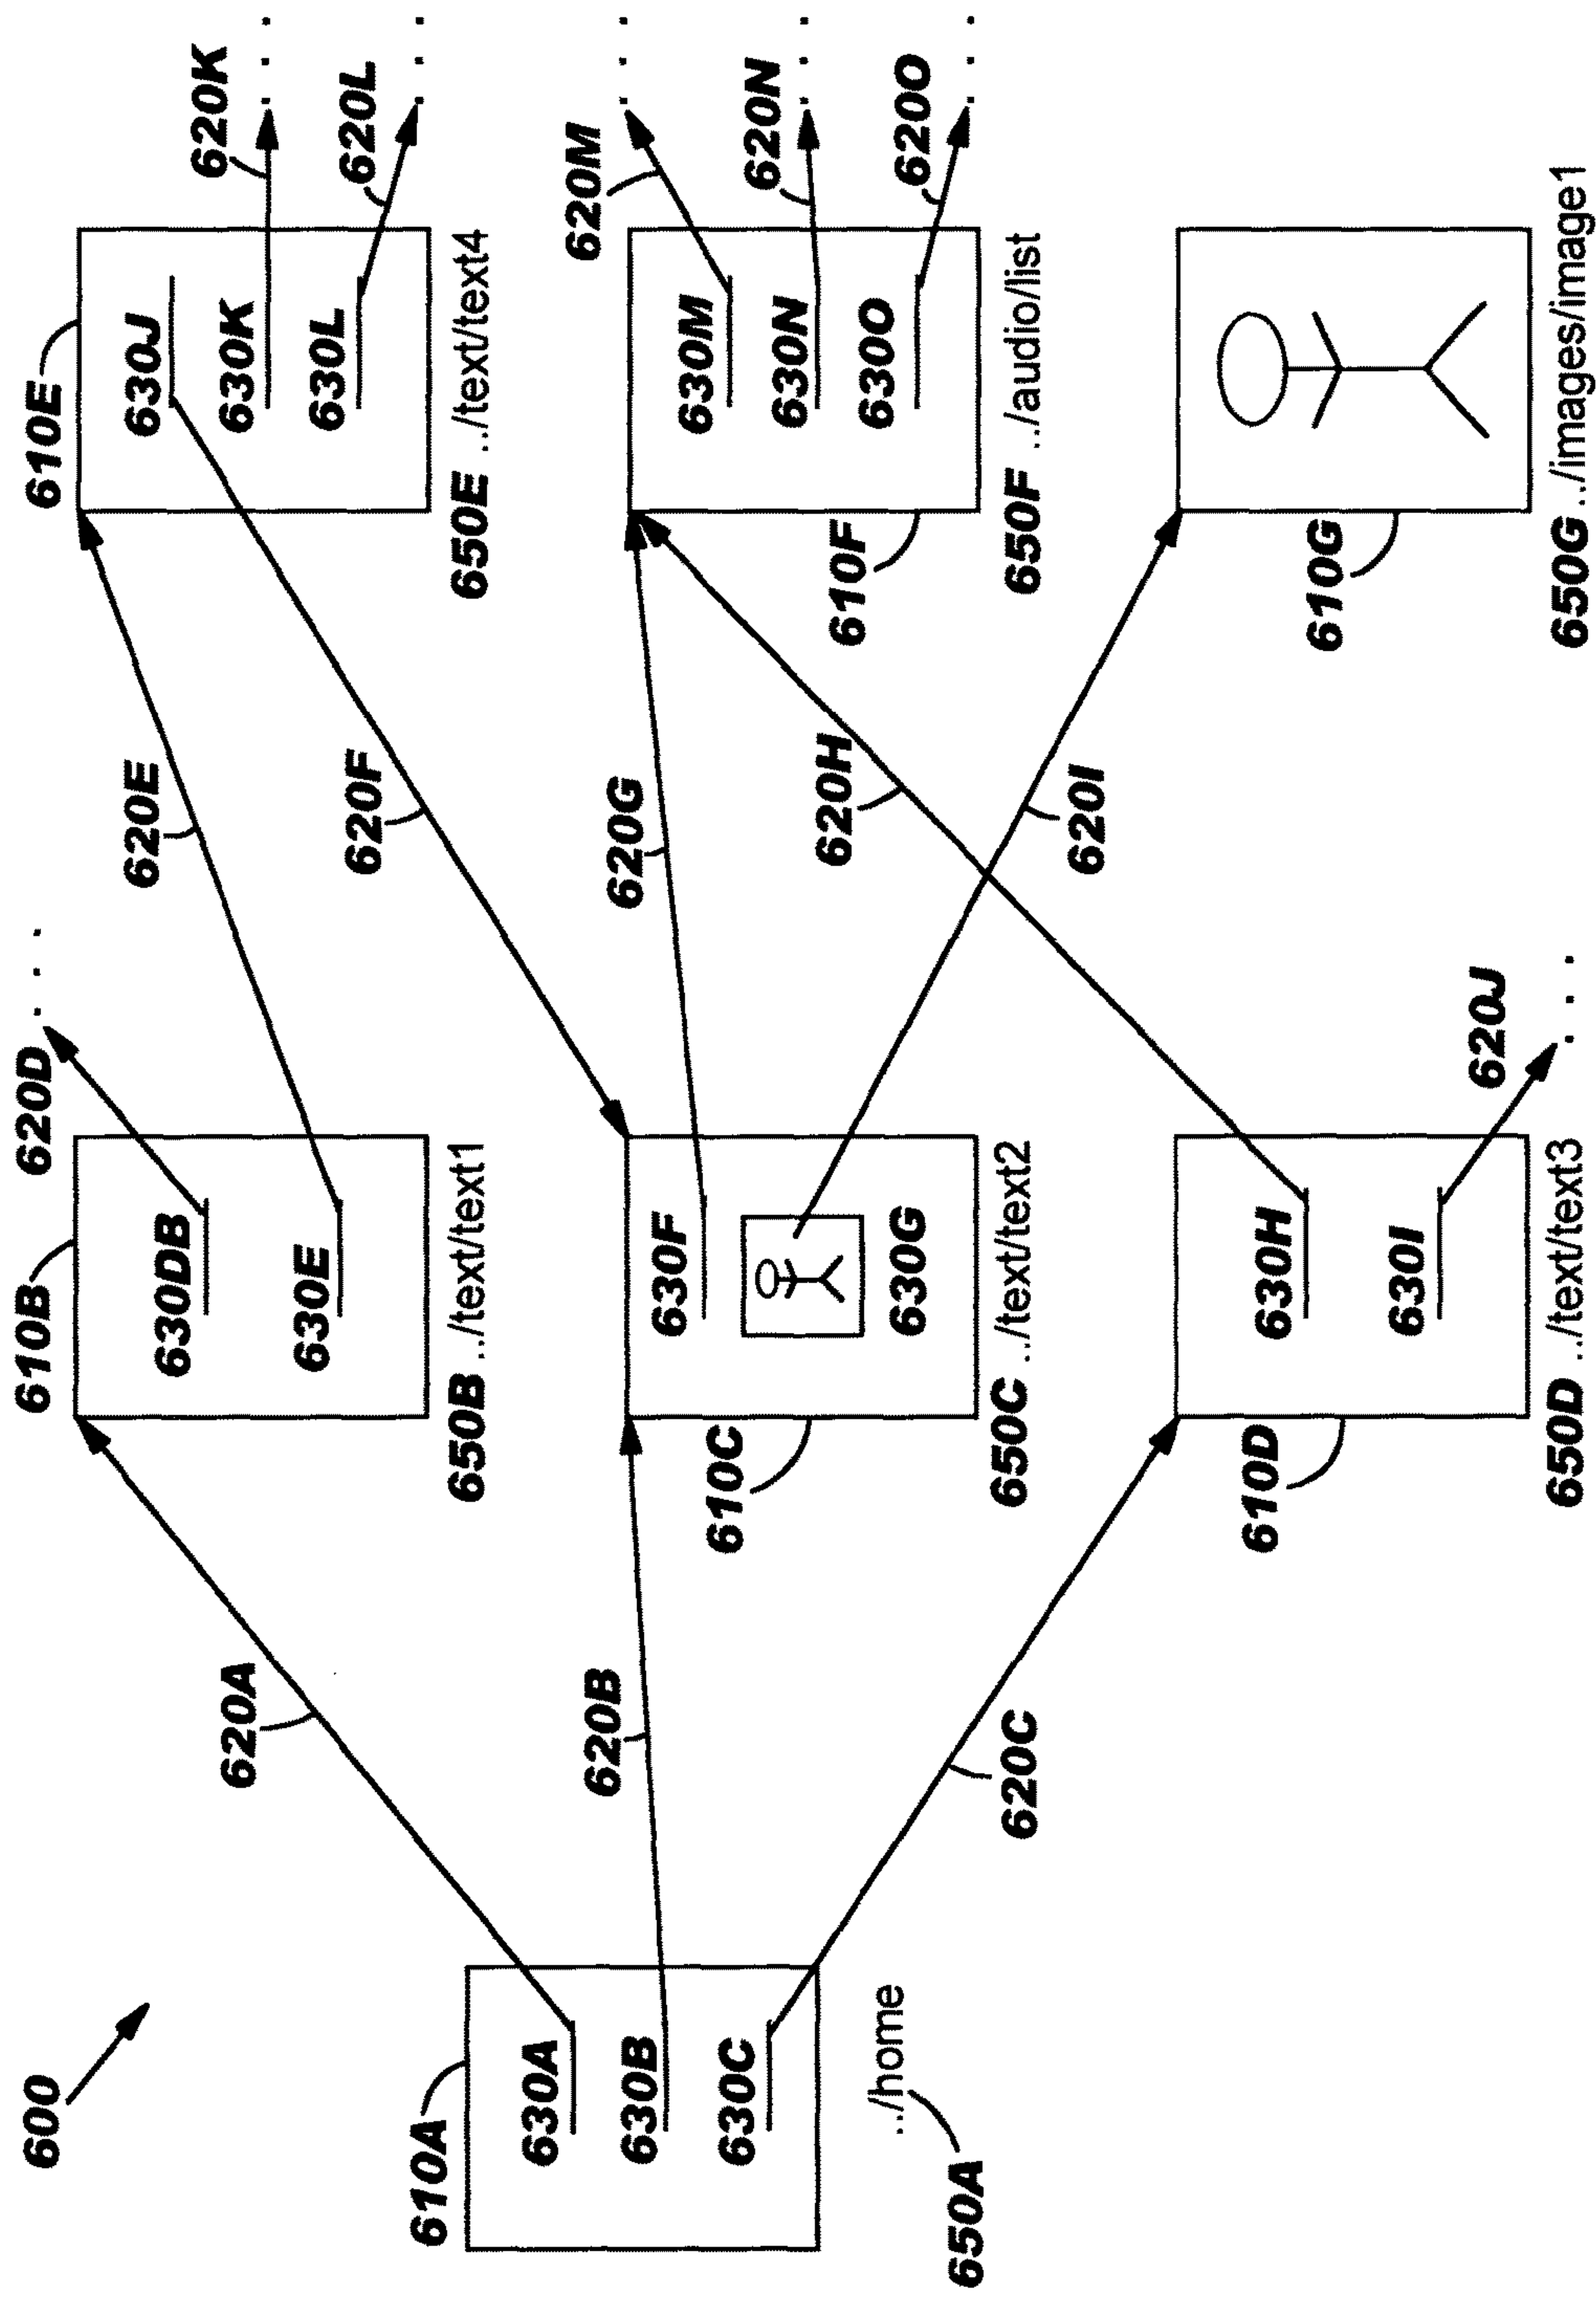 600
610A
630A
630B
630C
../home
650A
620A
620B
620C
610B
620D
. . .
630DB
630E
650B ../text/text1
610C
630F
630G
650C ../text/text2
610D
630H
630I
620J
. . .
650D ../text/text3
620E
620F
620G
620H
620I
610E
630J
630K
630L
620K
. . .
620L
. . .
650E ../text/text4
610F
630M
630N
630O
620M
. . .
620N
. . .
620O
. . .
650F ../audio/list
610G
650G ../images/image1